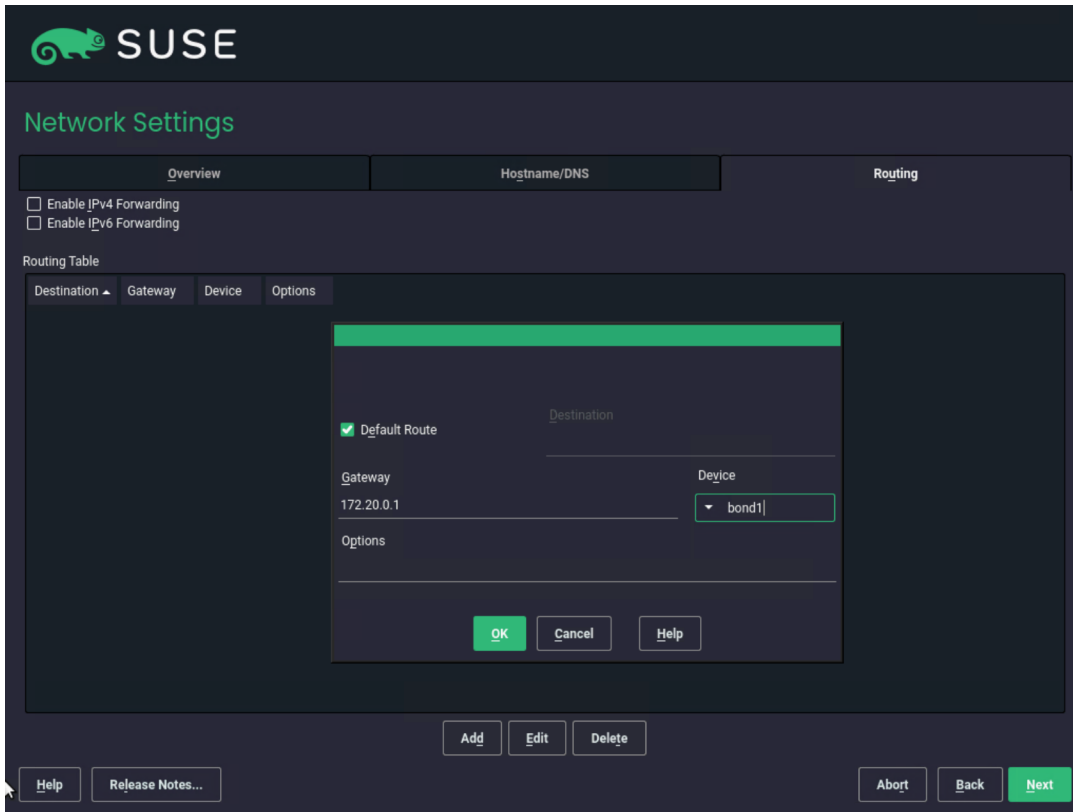 SUSE
Network Settings
Overview Hostname/DNS Routing
Enable IPv4 Forwarding
Enable IPv6 Forwarding
Routing Table
Destination Gateway Device Options
Destination
Default Route
Gateway Device
172.20.0.1 bond1
Options
OK Cancel Help
Add Edit Delete
Help Release Notes... Abort Back Next